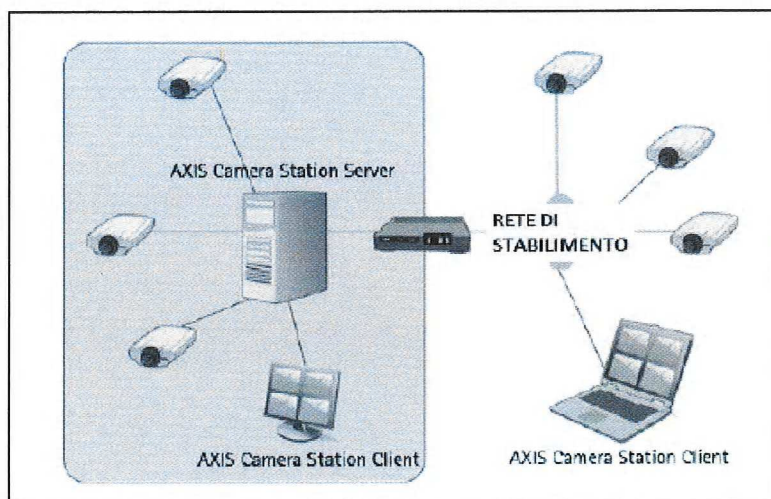 AXIS Camera Station Server
RETE DI
STABILIMENTO
AXIS Camera Station Client
AXIS Camera Station Client